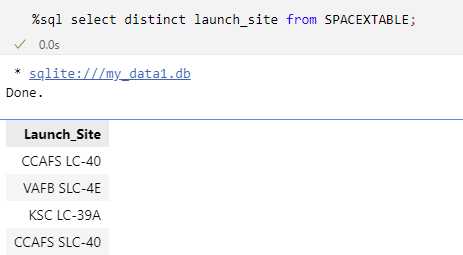 %sql select distinct launch_site from SPACEXTABLE;
0.0s
* sqlite:///my_data1.db
Done.
Launch_Site
CCAFS LC-40
VAFB SLC-4E
KSC LC-39A
CCAFS SLC-40